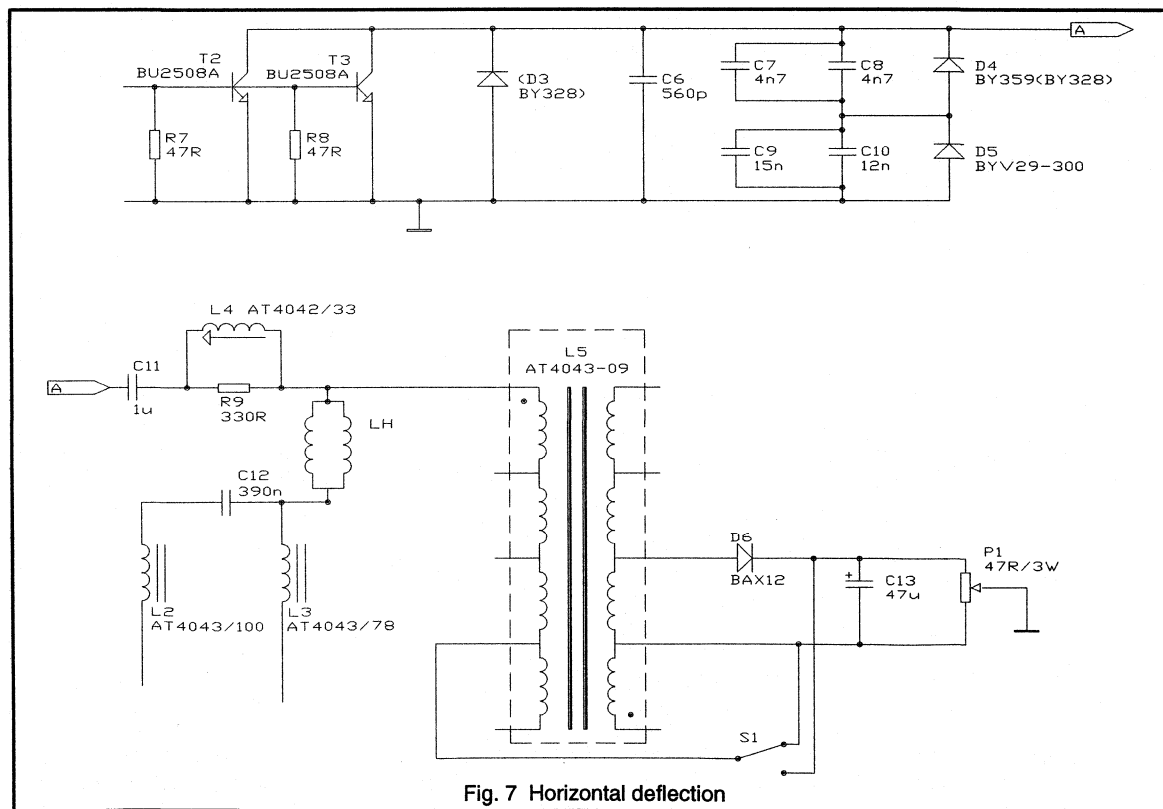 A
T2
BU2508A
T3
BU2508A
(D3
BY328)
C6
560p
C7
4n7
C8
4n7
D4
BY359(BY328)
R7
47R
R8
47R
C9
15n
C10
12n
D5
BYV29-300
L4 AT4042/33
A
C11
1u
R9
330R
LH
C12
390n
L2
AT4043/100
L3
AT4043/78
L5
AT4043-09
D6
BAX12
+
C13
47u
P1
47R/3W
S1
Fig. 7 Horizontal deflection